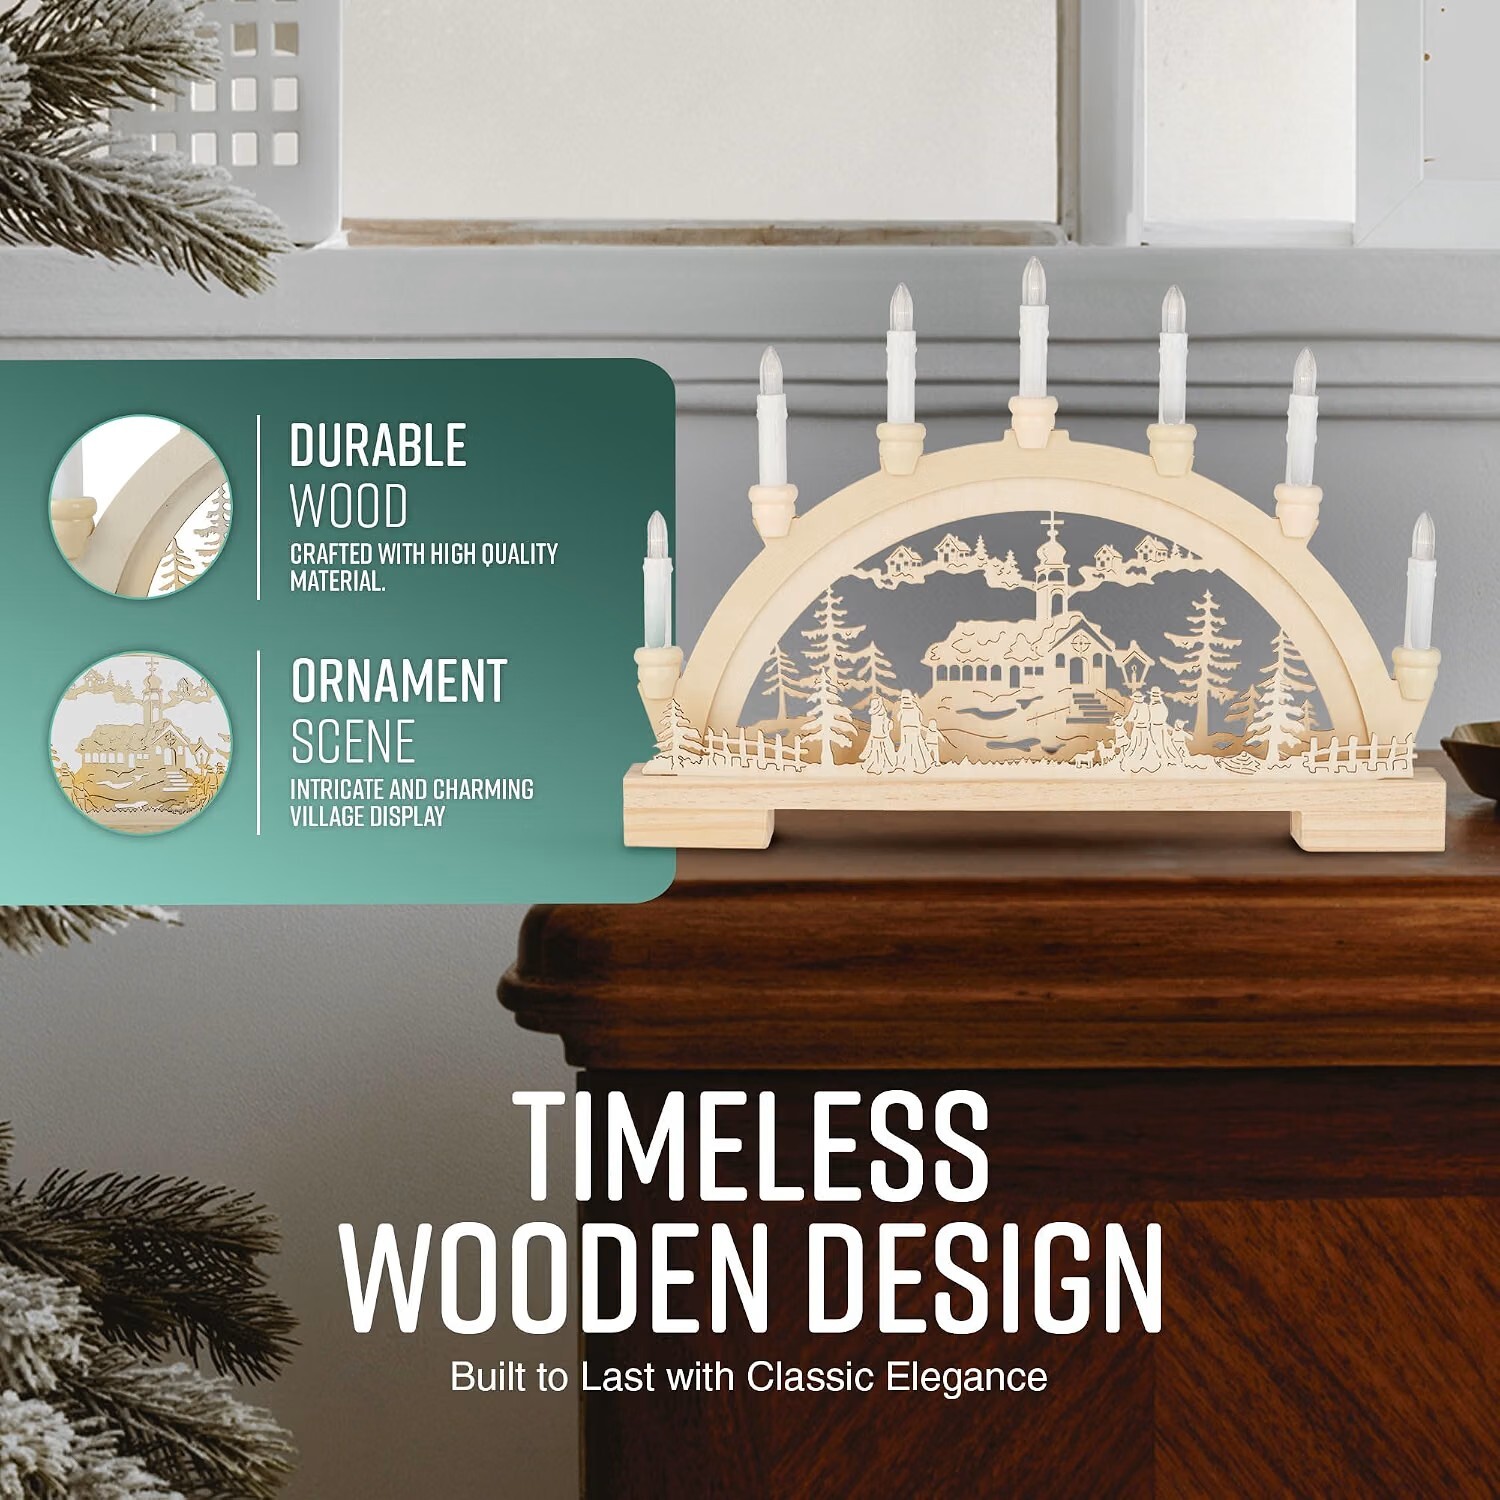 DURABLE
WOOD
CRAFTED WITH HIGH QUALITY
MATERIAL.
ORNAMENT
SCENE
INTRICATE AND CHARMING
VILLAGE DISPLAY
TIMELESS
WOODEN DESIGN
Built to Last with Classic Elegance